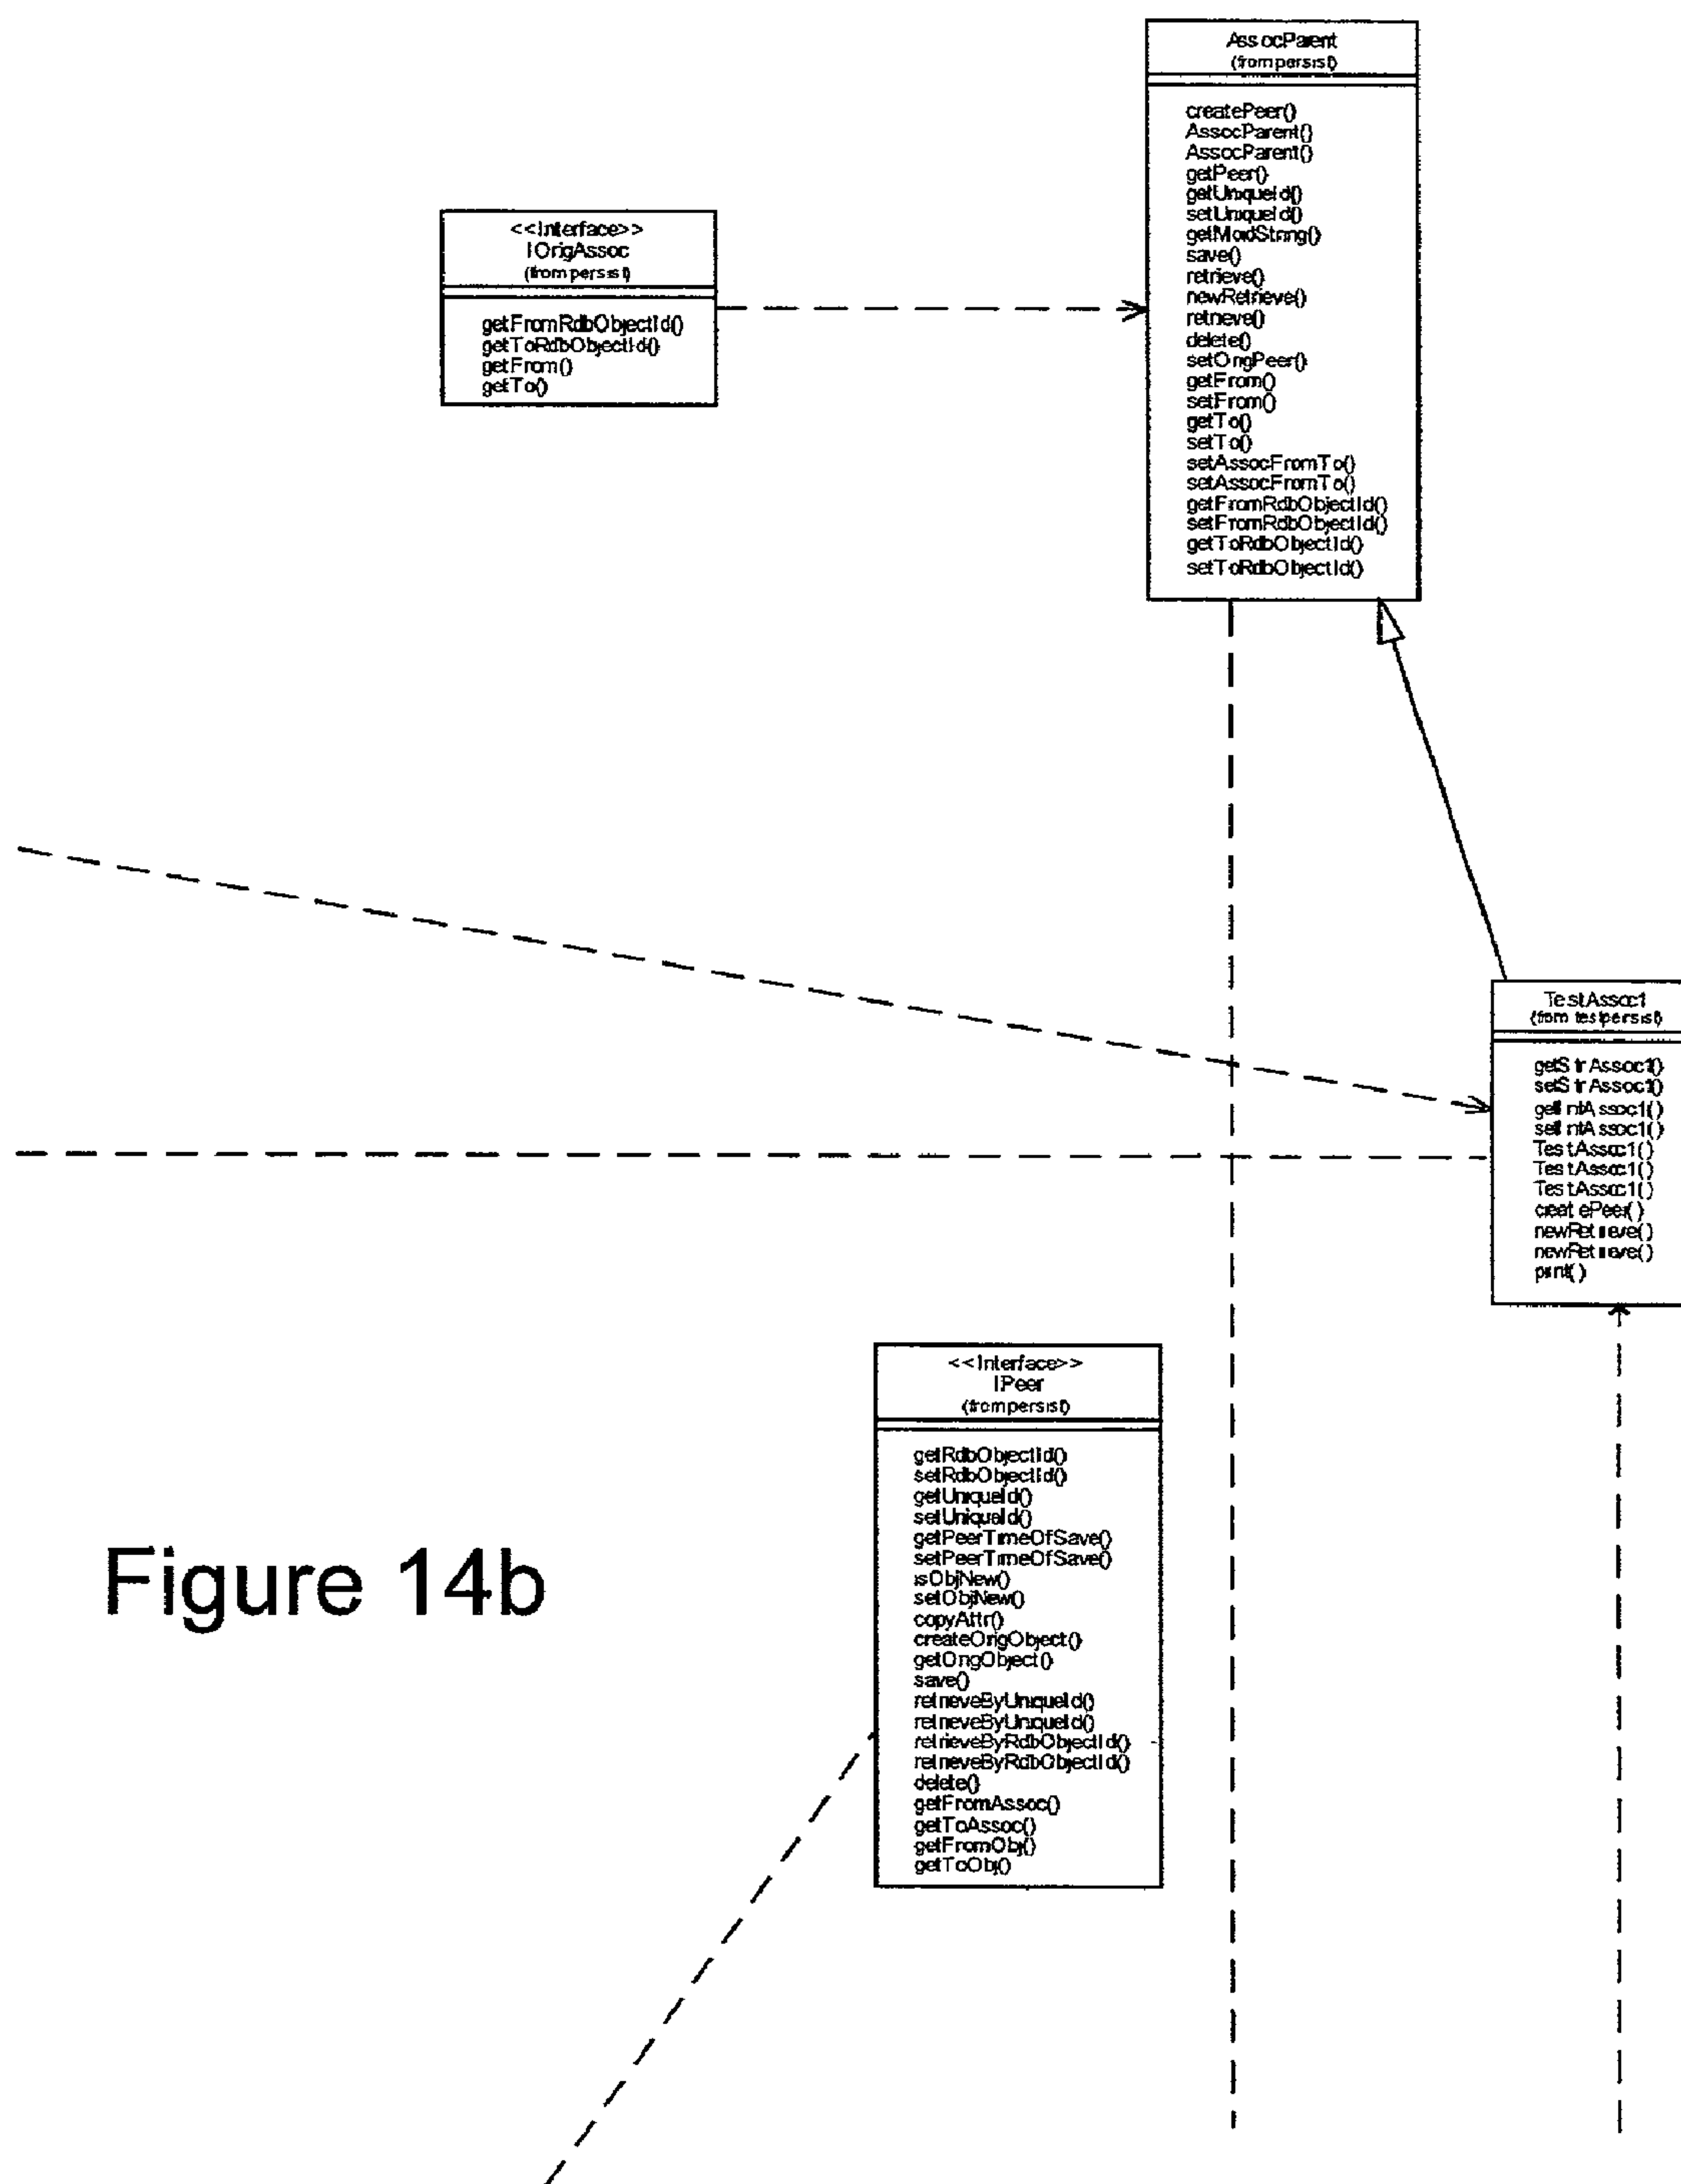 AssocParent
(from persist)
createPeer()
AssocParent()
AssocParent()
getPeer()
getUniqueId()
setUniqueId()
getMoidString()
save()
retrieve()
newRetrieve()
retrieve()
delete()
setOrigPeer()
getFrom()
setFrom()
getTo()
setTo()
setAssocFromTo()
setAssocFromTo()
getFromRdbObjectId()
setFromRdbObjectId()
getToRdbObjectId()
setToRdbObjectId()
<<Interface>>
IOrigAssoc
(from persist)
getFromRdbObjectId()
getToRdbObjectId()
getFrom()
getTo()
TestAssoc1
(from testpersist)
getStrAssoc1()
setStrAssoc1()
getIntAssoc1()
setIntAssoc1()
TestAssoc1()
TestAssoc1()
TestAssoc1()
createPeer()
newRetrieve()
newRetrieve()
print()
<<Interface>>
IPeer
(from persist)
getRdbObjectId()
setRdbObjectId()
getUniqueId()
setUniqueId()
getPeerTimeOfSave()
setPeerTimeOfSave()
isObjNew()
setObjNew()
copyAttr()
createOrigObject()
getOrigObject()
save()
retrieveByUniqueId()
retrieveByUniqueId()
retrieveByRdbObjectId()
retrieveByRdbObjectId()
delete()
getFromAssoc()
getToAssoc()
getFromObj()
getToObj()
Figure 14b